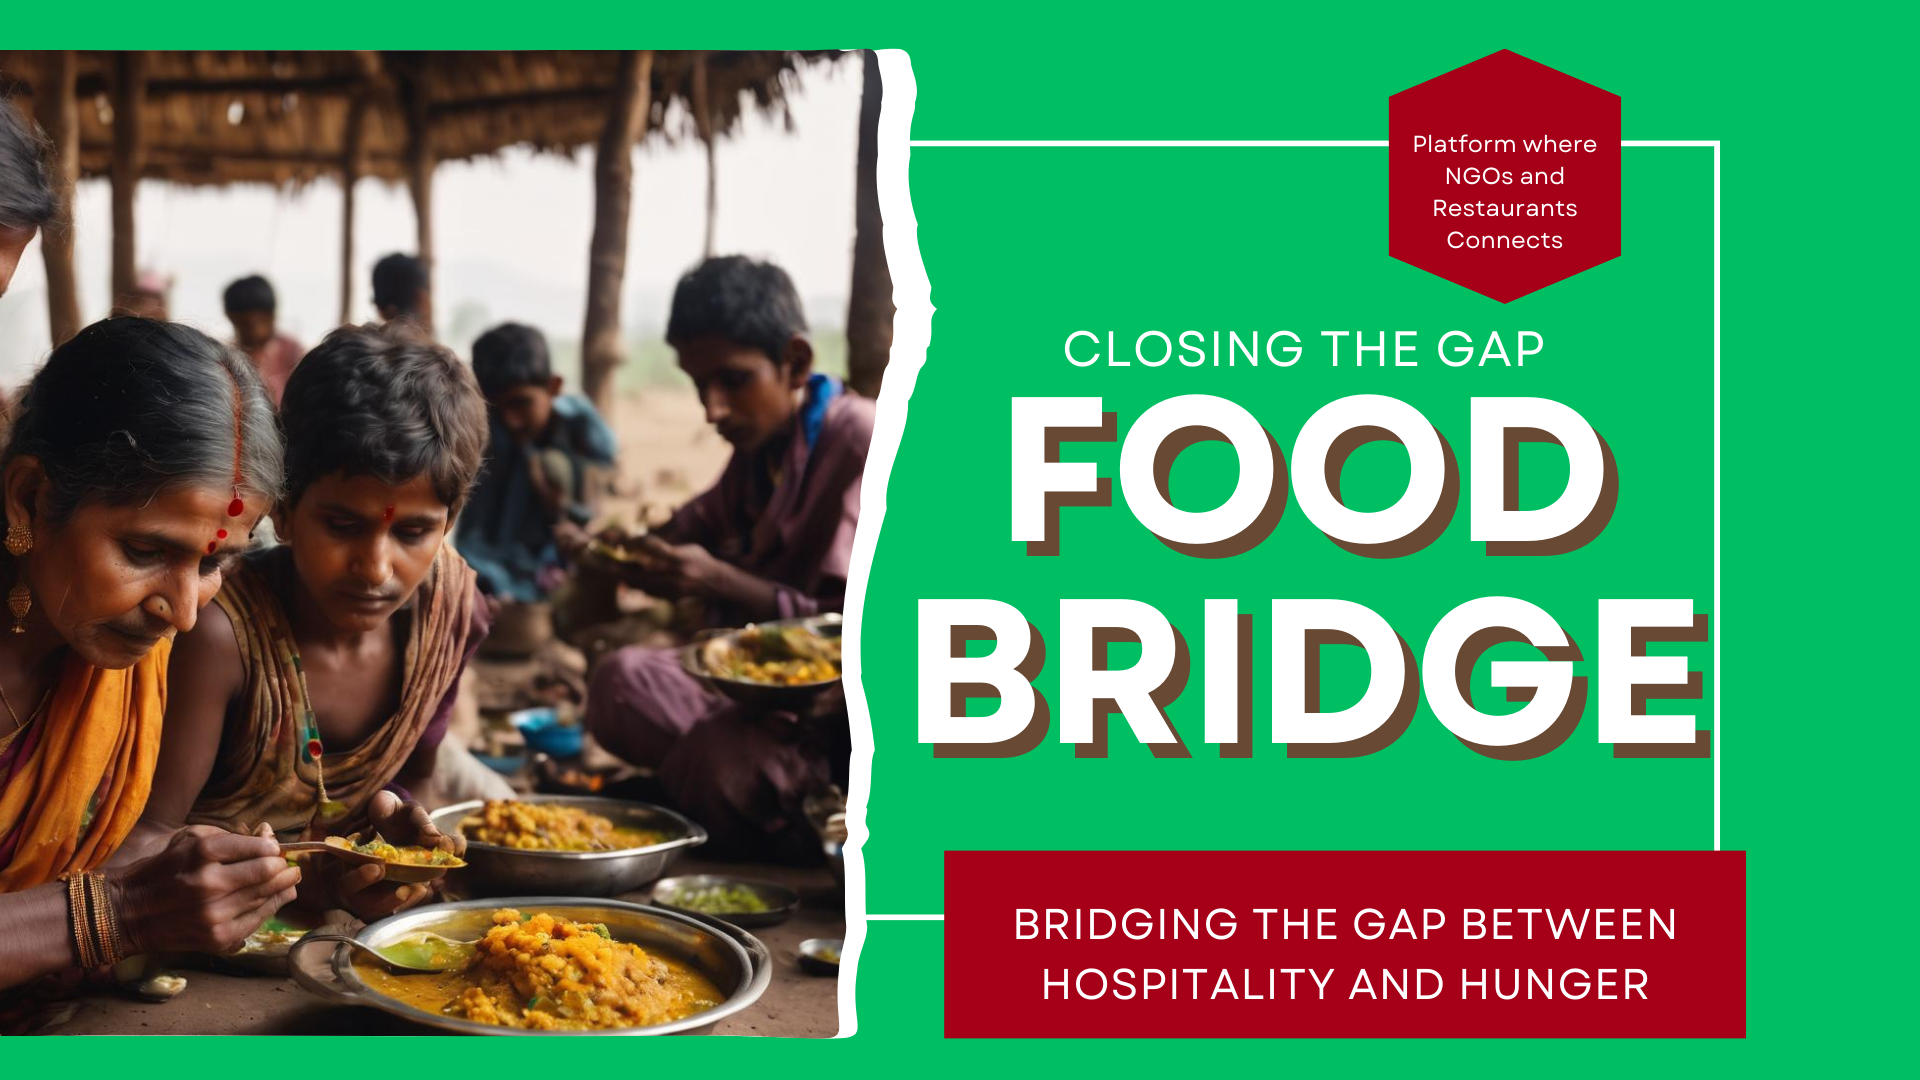 Platform where
NGOs and
Restaurants
Connects
CLOSING THE GAP
FOOD
BRIDGE
BRIDGING THE GAP BETWEEN
HOSPITALITY AND HUNGER